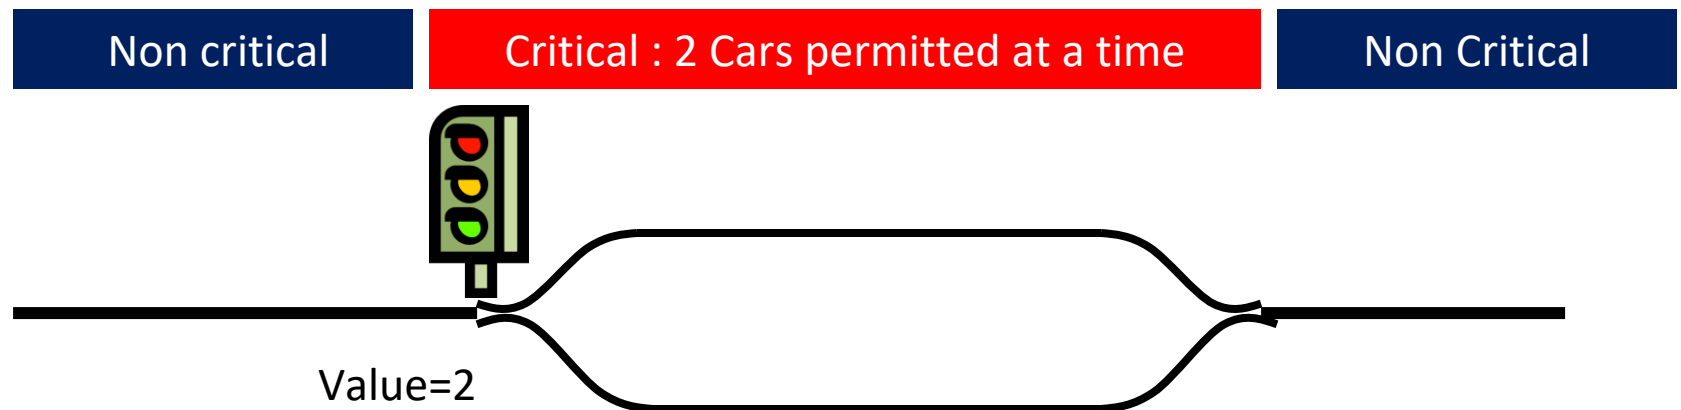 Non critical
Critical : 2 Cars permitted at a time
Non Critical
Value=2